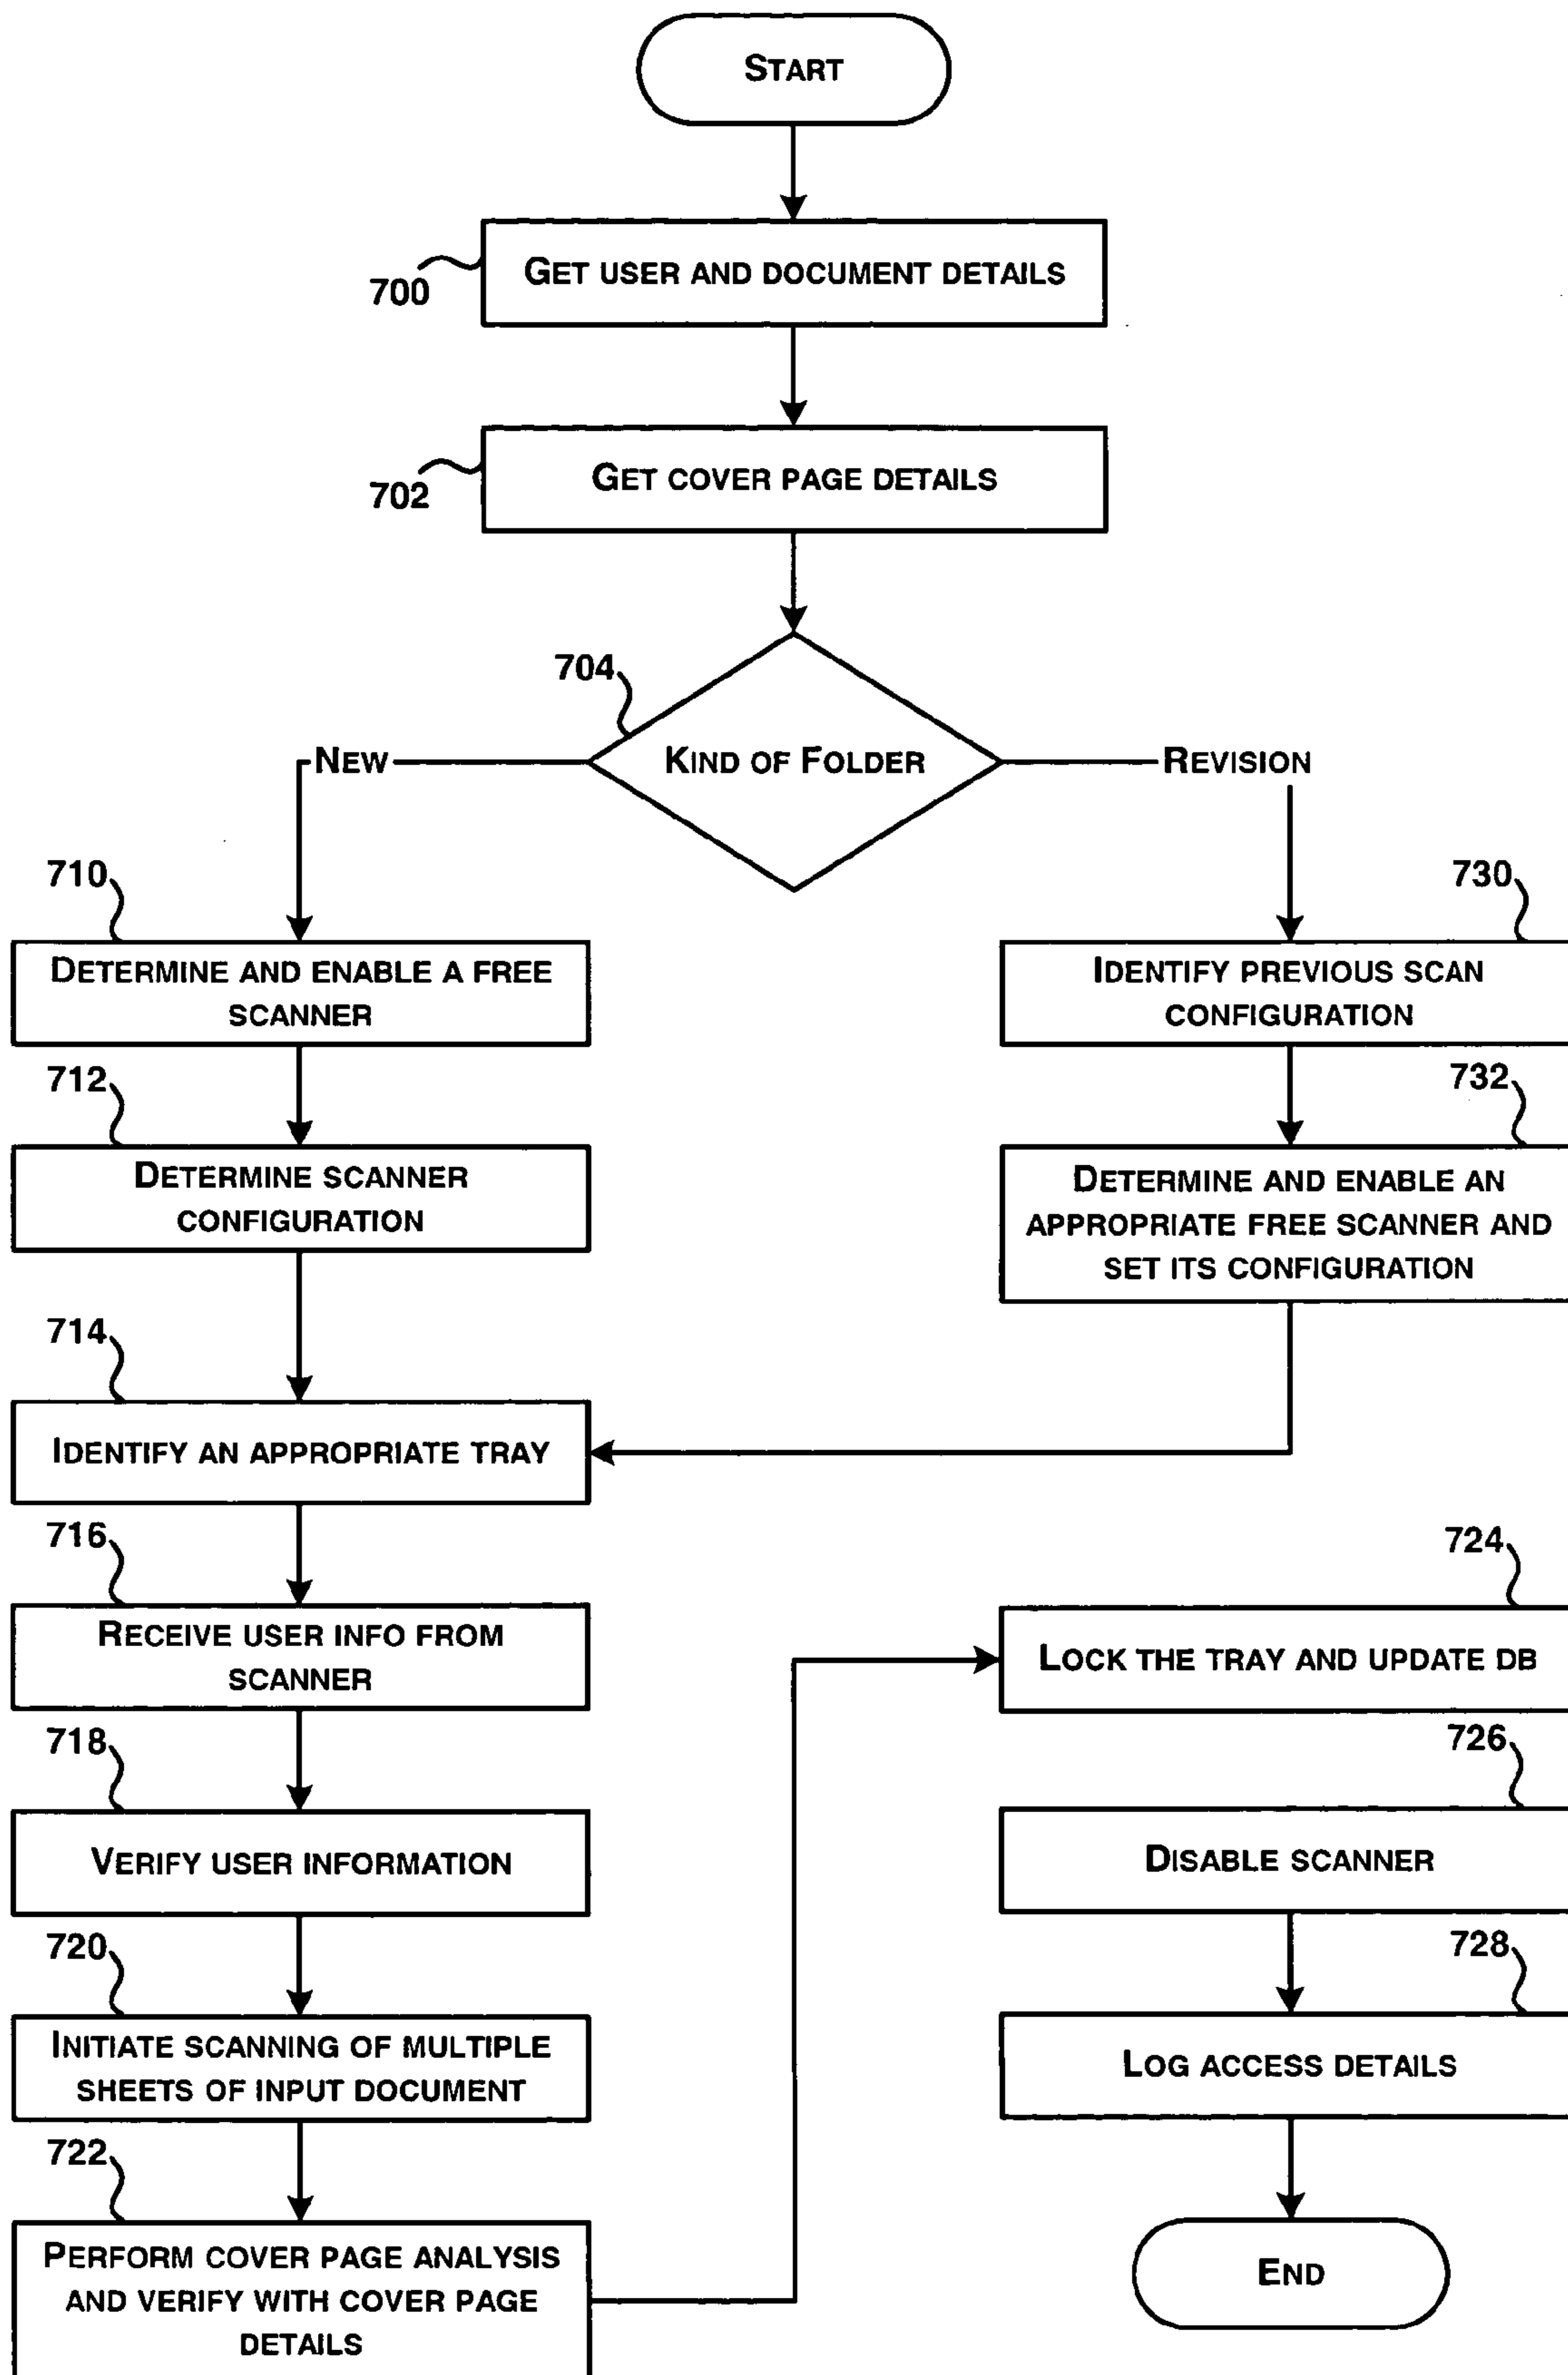 START
700
GET USER AND DOCUMENT DETAILS
702
GET COVER PAGE DETAILS
704
KIND OF FOLDER
NEW
REVISION
710
DETERMINE AND ENABLE A FREE
SCANNER
712
DETERMINE SCANNER
CONFIGURATION
730
IDENTIFY PREVIOUS SCAN
CONFIGURATION
732
DETERMINE AND ENABLE AN
APPROPRIATE FREE SCANNER AND
SET ITS CONFIGURATION
714
IDENTIFY AN APPROPRIATE TRAY
716
RECEIVE USER INFO FROM
SCANNER
718
VERIFY USER INFORMATION
720
INITIATE SCANNING OF MULTIPLE
SHEETS OF INPUT DOCUMENT
722
PERFORM COVER PAGE ANALYSIS
AND VERIFY WITH COVER PAGE
DETAILS
724
LOCK THE TRAY AND UPDATE DB
726
DISABLE SCANNER
728
LOG ACCESS DETAILS
END